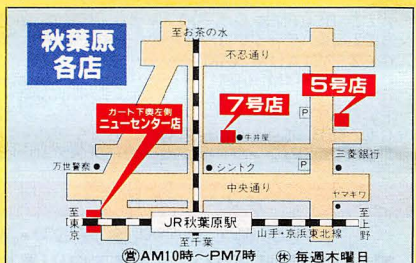 秋葉原
各店
至お茶の水
不忍通り
5号店
ガード下奥左側
ニューセンター店
7号店
P
牛丼屋
P
三菱銀行
万世警察
シントク
中央通り
ヤマギワ
至東京
JR秋葉原駅
至上野
至千葉
山手・京浜東北線
営AM10時〜PM7時 休毎週木曜日